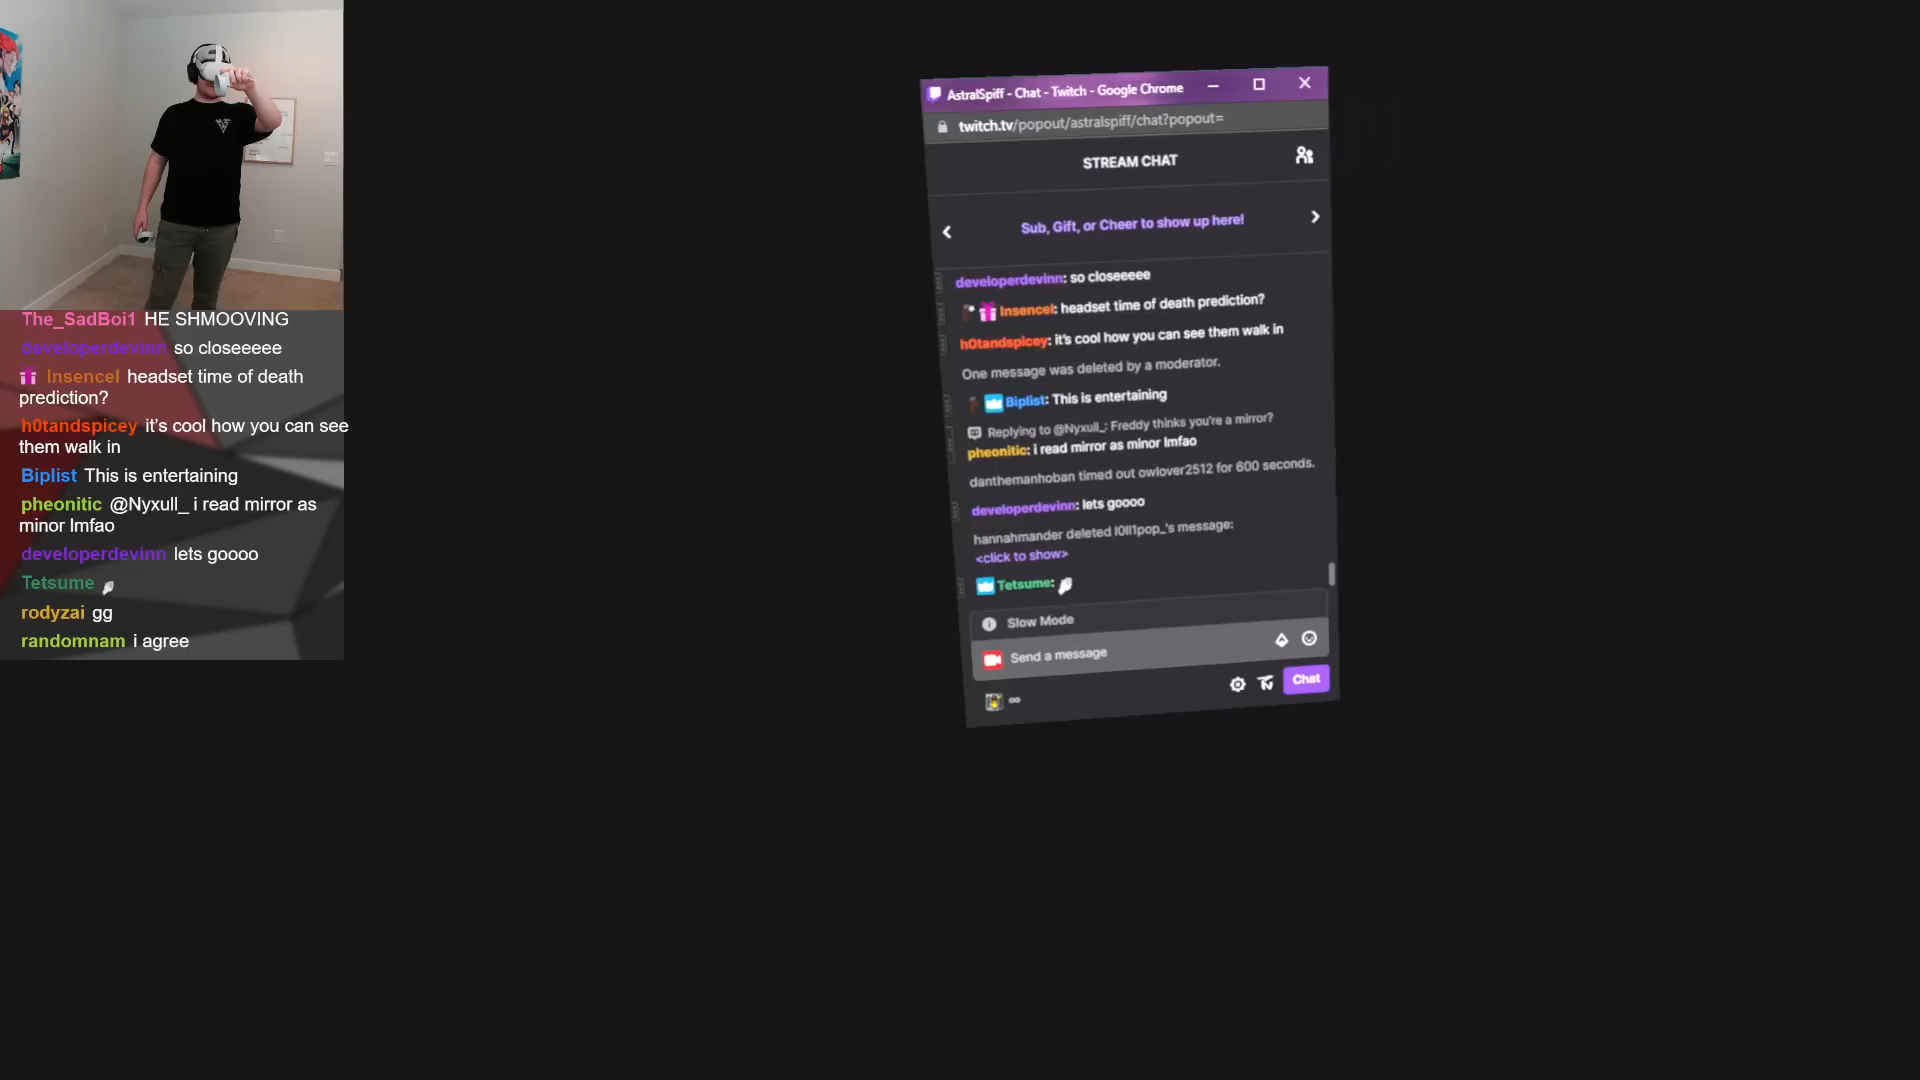 The_SadBoi1 HE SHMOOVING
developerdevinn so closeeeee
Insencel headset time of death
prediction?
h0tandspicey it's cool how you can see
them walk in
Biplist This is entertaining
pheonitic @Nyxull_ i read mirror as
minor lmfao
developerdevinn lets goooo
Tetsume
rodyzai gg
randomnam i agree
AstralSpiff - Chat - Twitch - Google Chrome
twitch.tv/popout/astralspiff/chat?popout=
STREAM CHAT
Sub, Gift, or Cheer to show up here!
developerdevinn: so closeeeee
Insencel: headset time of death prediction?
h0tandspicey: it's cool how you can see them walk in
One message was deleted by a moderator.
Biplist: This is entertaining
Replying to @Nyxull_: Freddy thinks you're a mirror?
pheonitic: i read mirror as minor lmfao
danthemanhoban timed out owlover2512 for 600 seconds.
developerdevinn: lets goooo
hannahmander deleted l0ll1pop_'s message:
<click to show>
Tetsume:
Slow Mode
Send a message
∞
Chat